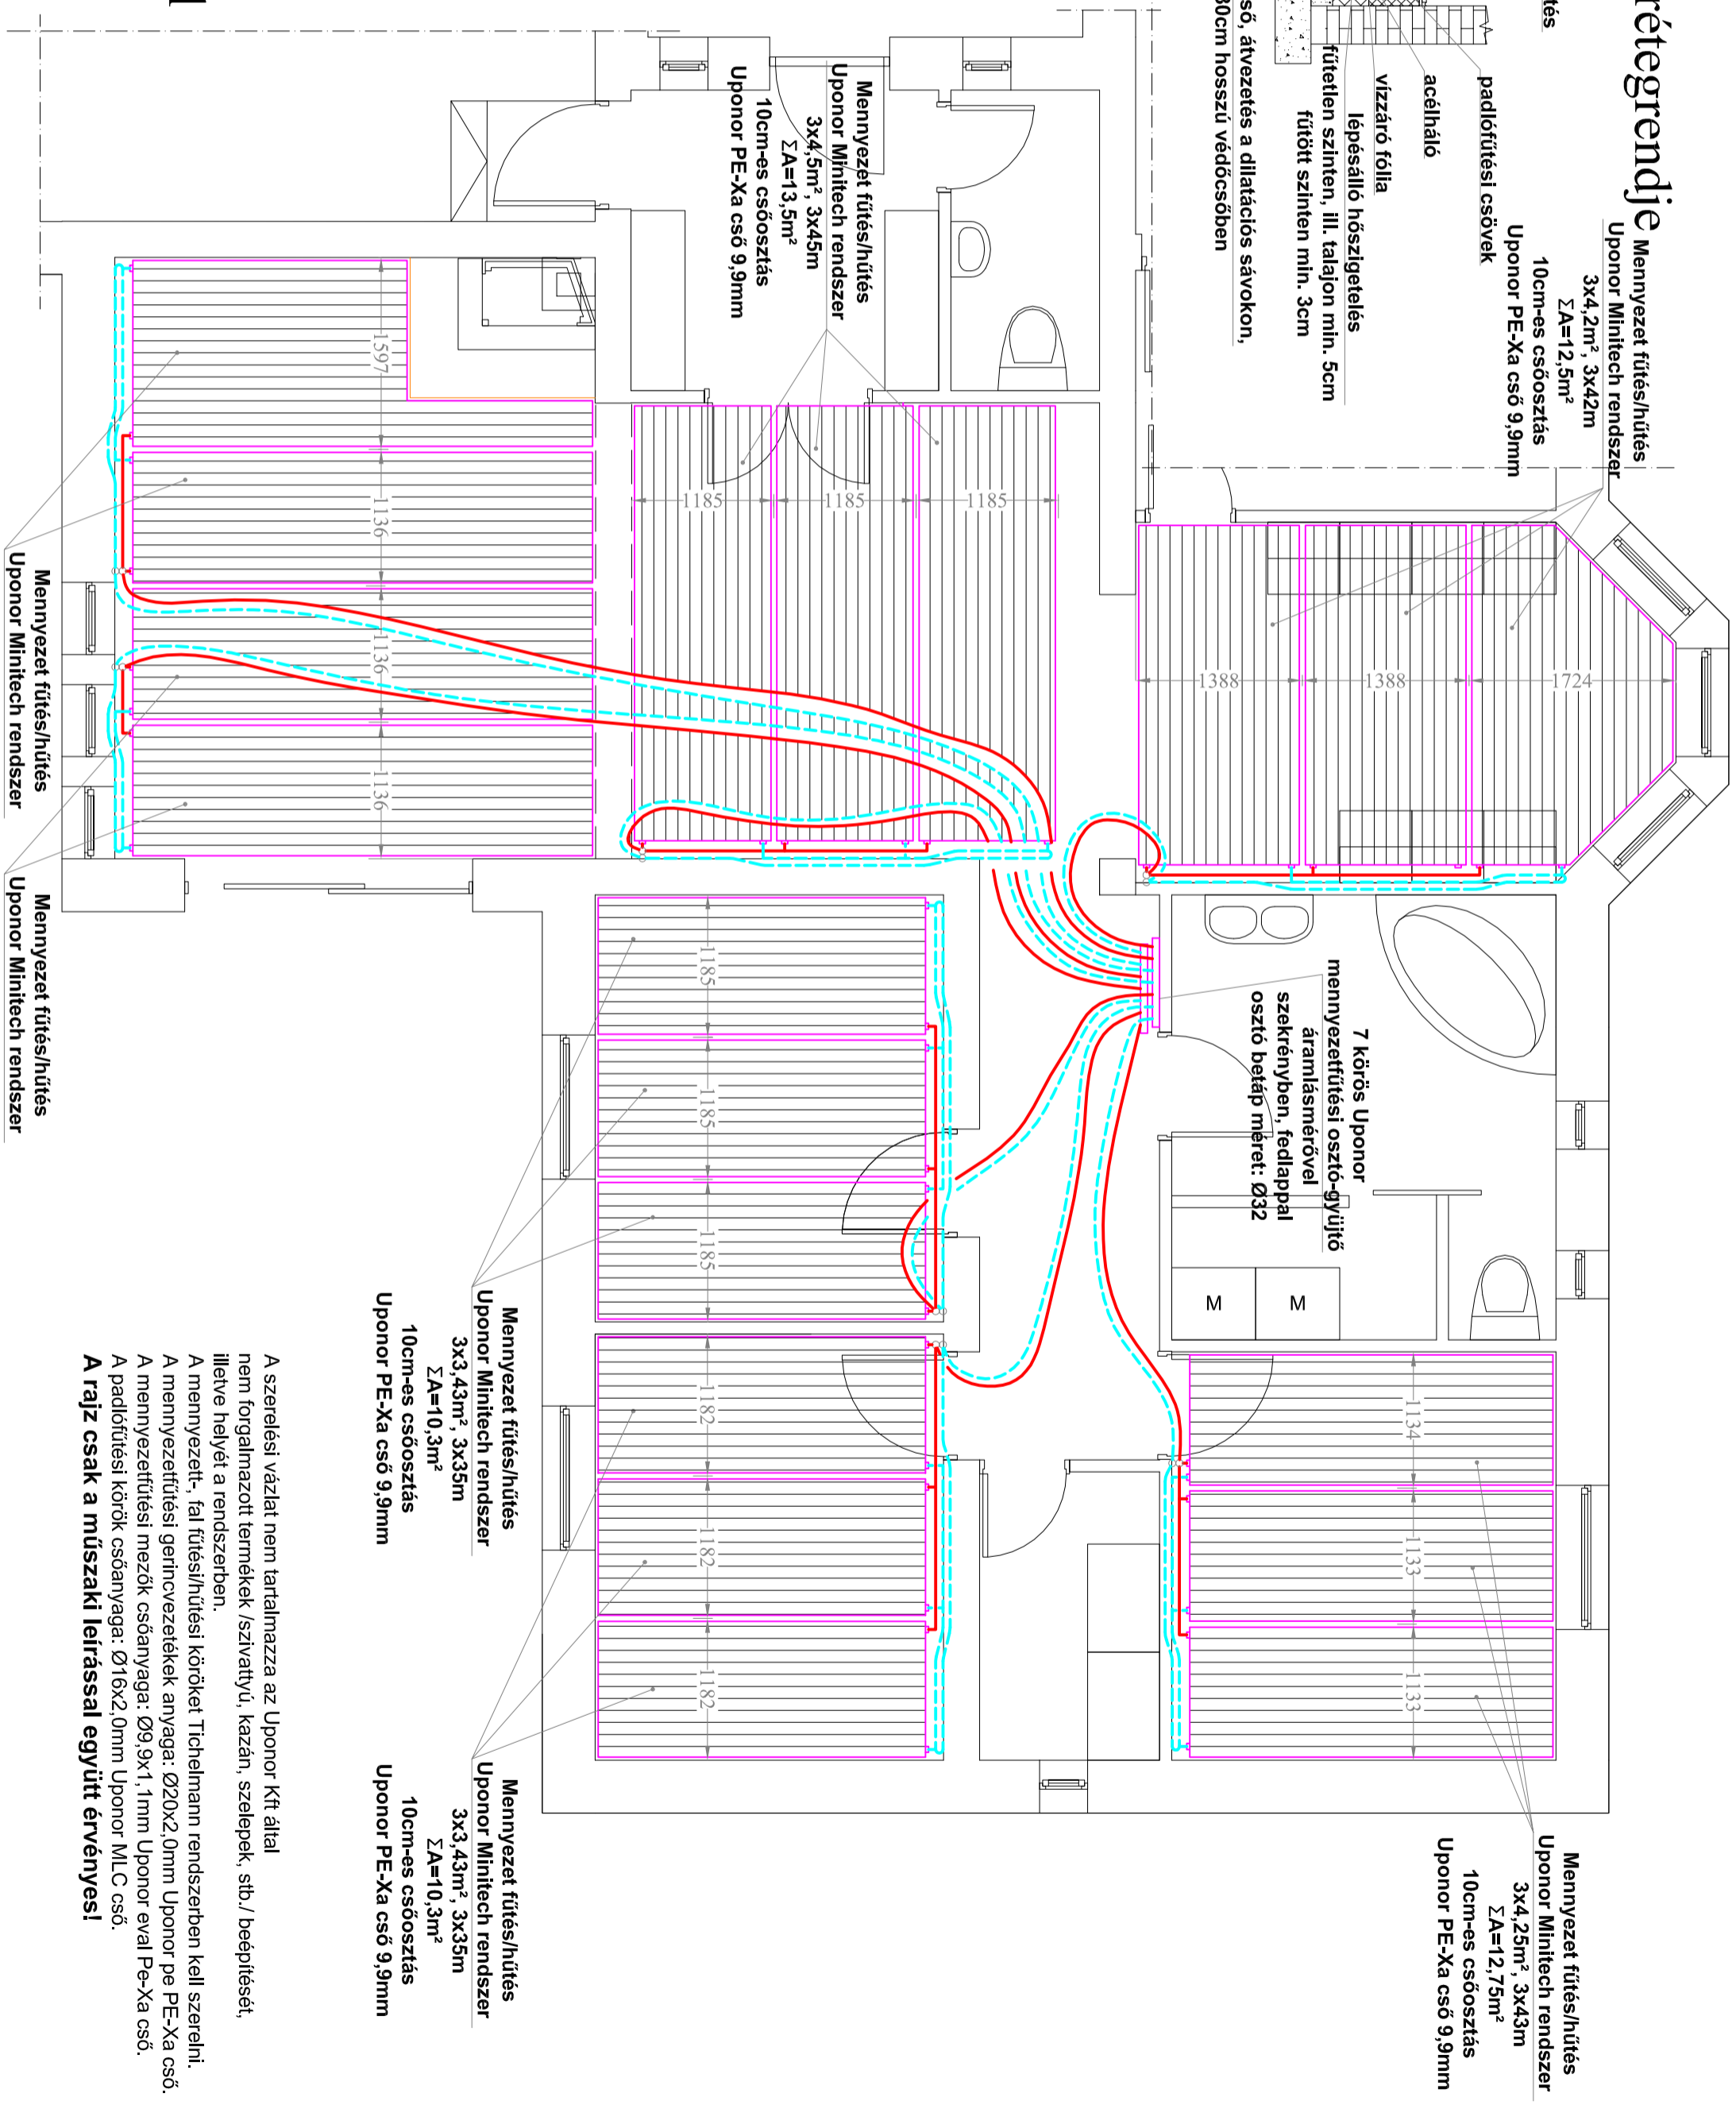 rétegrendje
tés
padlófűtési csövek
acélháló
vízzáró fólia
lépésálló hőszigetelés
fűtetlen szinten, ill. talajon min. 5cm
fűtött szinten min. 3cm
ső, átvezetés a dilatációs sávokon,
30cm hosszú védőcsőben
Mennyezet fűtés/hűtés
Uponor Minitech rendszer
3x4,2m², 3x42m
ΣA=12,5m²
10cm-es csőosztás
Uponor PE-Xa cső 9,9mm
Mennyezet fűtés/hűtés
Uponor Minitech rendszer
3x4,5m², 3x45m
ΣA=13,5m²
10cm-es csőosztás
Uponor PE-Xa cső 9,9mm
1724
1388
1388
1185
1185
1185
1597
1136
1136
1136
7 körös Uponor
mennyezetfűtési osztó-gyűjtő
áramlásmérővel
szekrényben, fedlappal
osztó betáp méret: Ø32
M
M
1185
1185
1185
1182
1182
1182
1134
1133
1133
Mennyezet fűtés/hűtés
Uponor Minitech rendszer
Mennyezet fűtés/hűtés
Uponor Minitech rendszer
Mennyezet fűtés/hűtés
Uponor Minitech rendszer
3x3,43m², 3x35m
ΣA=10,3m²
10cm-es csőosztás
Uponor PE-Xa cső 9,9mm
Mennyezet fűtés/hűtés
Uponor Minitech rendszer
3x3,43m², 3x35m
ΣA=10,3m²
10cm-es csőosztás
Uponor PE-Xa cső 9,9mm
Mennyezet fűtés/hűtés
Uponor Minitech rendszer
3x4,25m², 3x43m
ΣA=12,75m²
10cm-es csőosztás
Uponor PE-Xa cső 9,9mm
A szerelési vázlat nem tartalmazza az Uponor Kft által
nem forgalmazott termékek /szivattyú, kazán, szelepek, stb./ beépítését,
illetve helyét a rendszerben.
A mennyezet-, fal fűtési/hűtési köröket Tichelmann rendszerben kell szerelni.
A mennyezetfűtési gerincvezetékek anyaga: Ø20x2,0mm Uponor pe PE-Xa cső.
A mennyezetfűtési mezők csőanyaga: Ø9,9x1,1mm Uponor eval Pe-Xa cső.
A padlófűtési körök csőanyaga: Ø16x2,0mm Uponor MLC cső.
A rajz csak a műszaki leírással együtt érvényes!